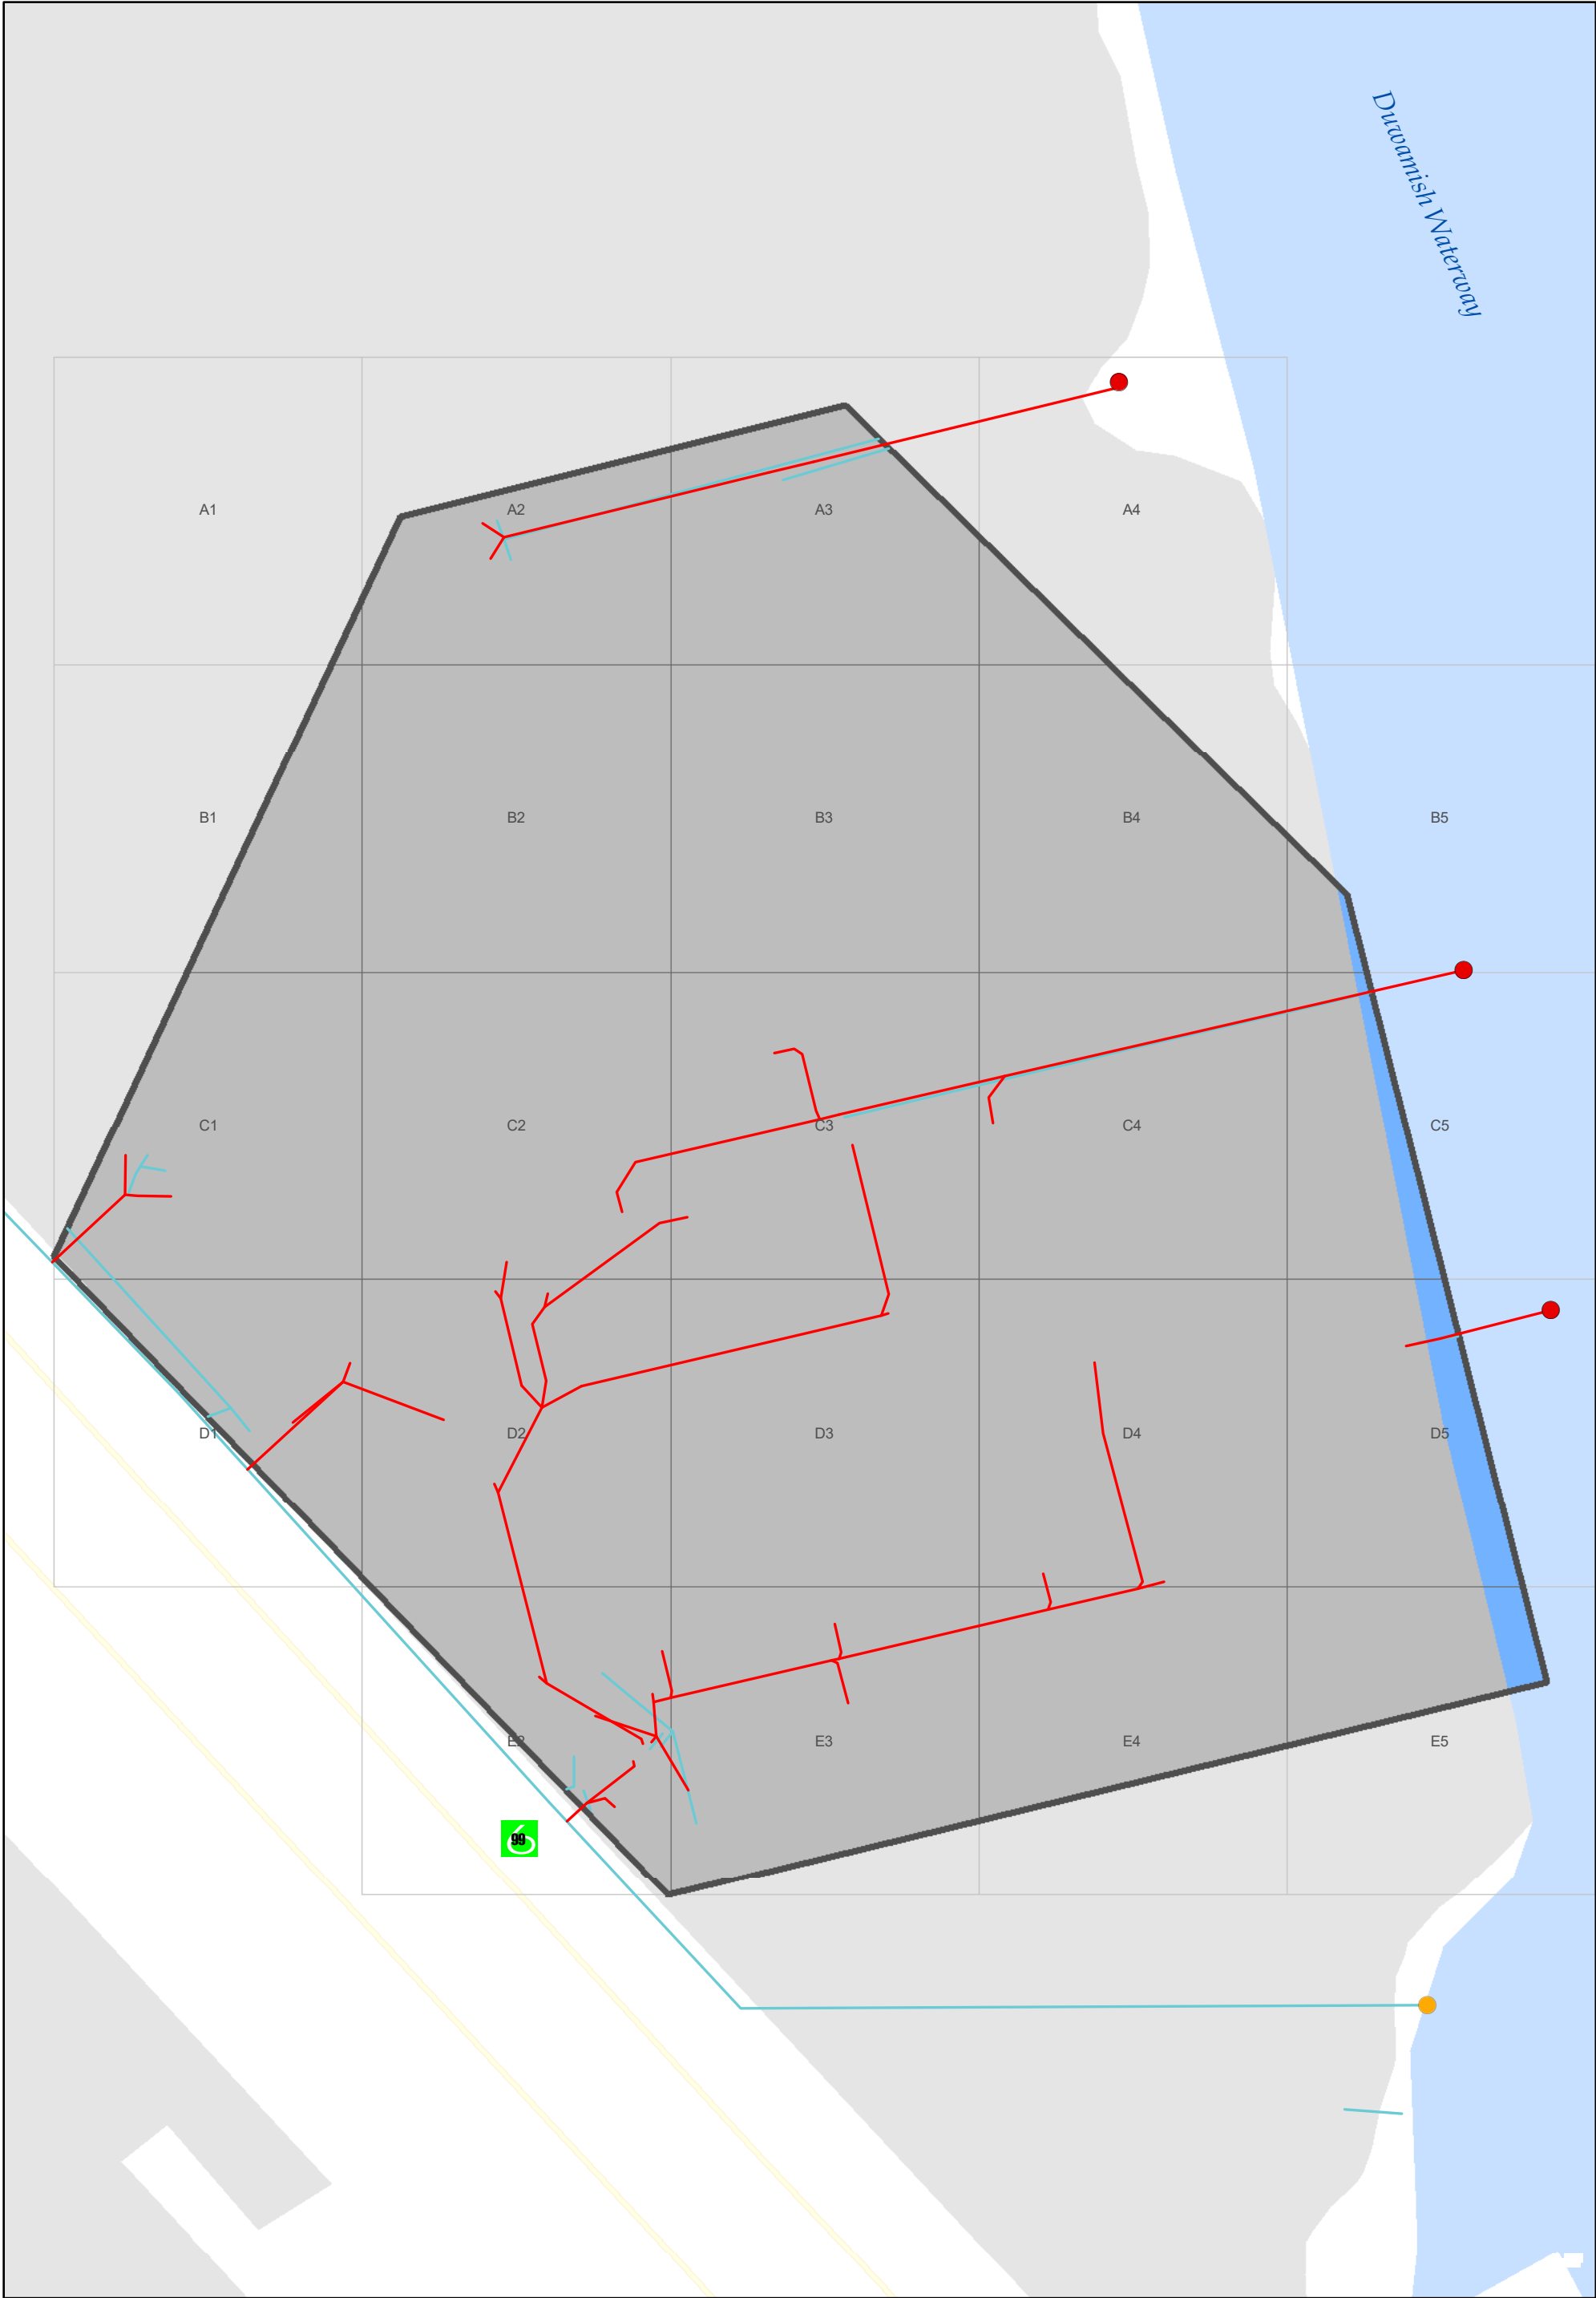 Duwamish Waterway
A1 A2 A3 A4
B1 B2 B3 B4 B5
C1 C2 C3 C4 C5
D1 D2 D3 D4 D5
E2 E3 E4 E5
99